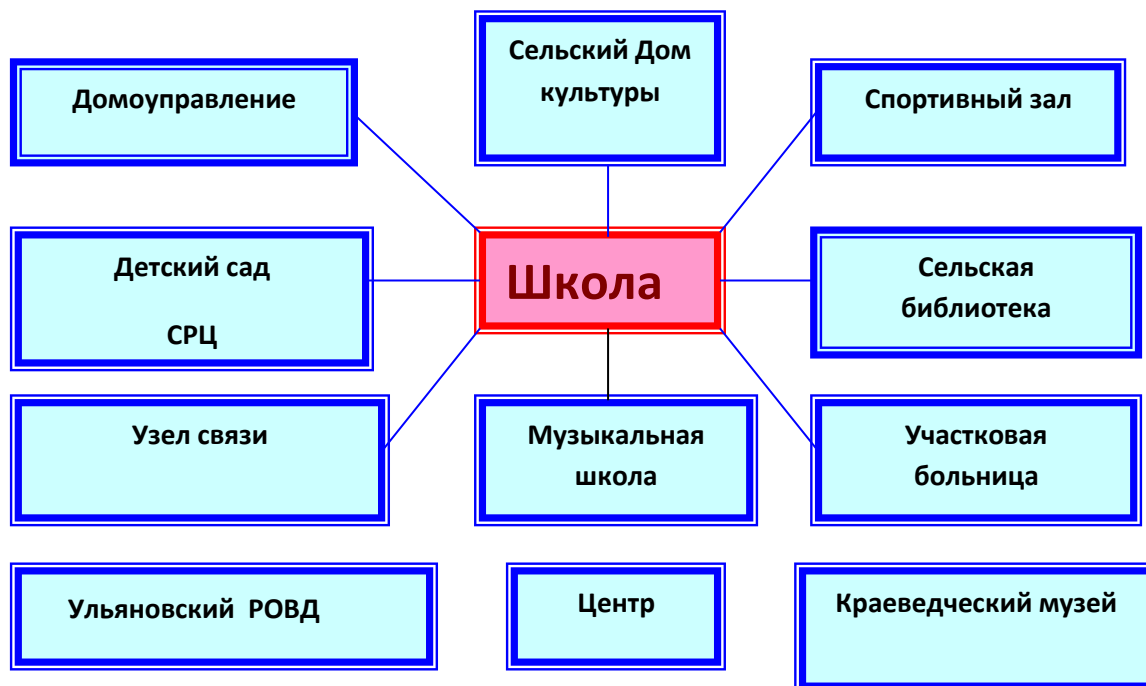 Домоуправление
Сельский Дом
культуры
Спортивный зал
Детский сад
СРЦ
Школа
Сельская
библиотека
Узел связи
Музыкальная
школа
Участковая
больница
Ульяновский РОВД
Центр
Краеведческий музей